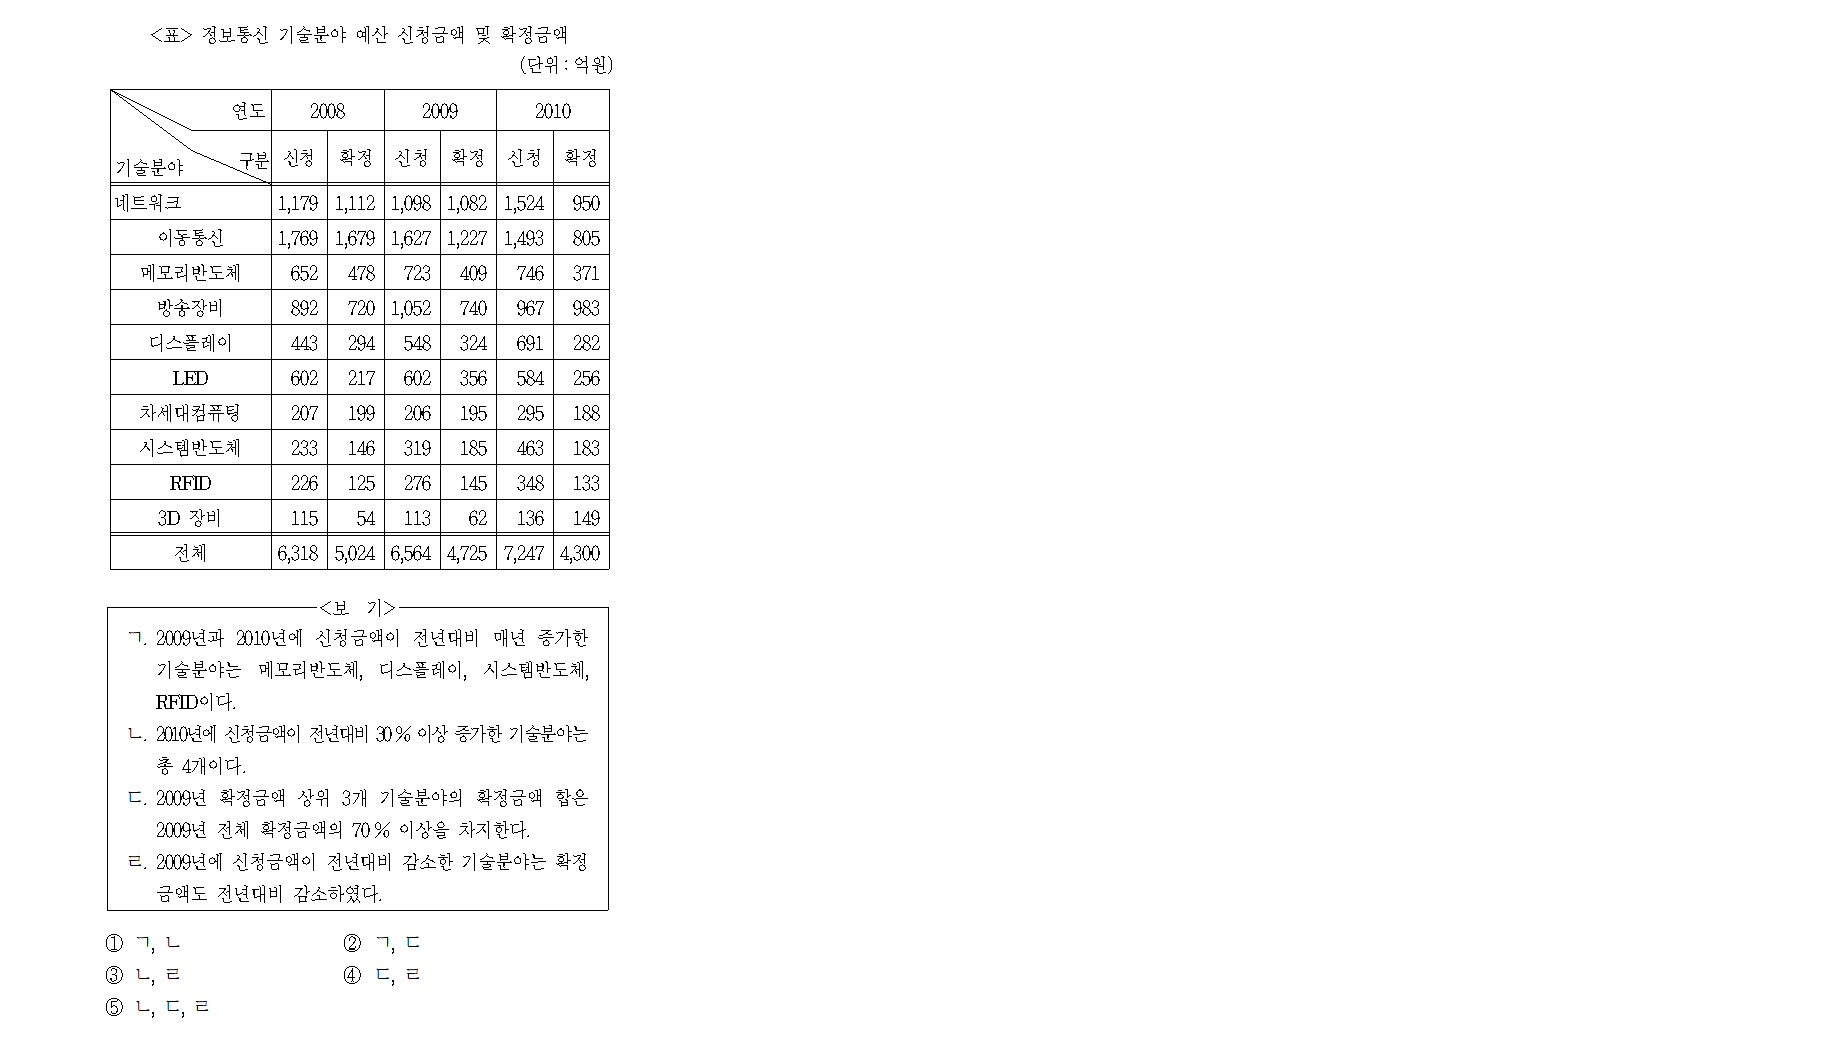 <표> 정보통신 기술분야 예산 신청금액 및 확정금액
(단위 : 억원)
연도 2008 2009 2010
기술분야 구분 신청 확정 신청 확정 신청 확정
네트워크 1,179 1,112 1,098 1,082 1,524 950
이동통신 1,769 1,679 1,627 1,227 1,493 805
메모리반도체 652 478 723 409 746 371
방송장비 892 720 1,052 740 967 983
디스플레이 443 294 548 324 691 282
LED 602 217 602 356 584 256
차세대컴퓨팅 207 199 206 195 295 188
시스템반도체 233 146 319 185 463 183
RFID 226 125 276 145 348 133
3D 장비 115 54 113 62 136 149
전체 6,318 5,024 6,564 4,725 7,247 4,300
<보 기>
ㄱ. 2009년과 2010년에 신청금액이 전년대비 매년 증가한
기술분야는 메모리반도체, 디스플레이, 시스템반도체,
RFID이다.
ㄴ. 2010년에 신청금액이 전년대비 30% 이상 증가한 기술분야는
총 4개이다.
ㄷ. 2009년 확정금액 상위 3개 기술분야의 확정금액 합은
2009년 전체 확정금액의 70% 이상을 차지한다.
ㄹ. 2009년에 신청금액이 전년대비 감소한 기술분야는 확정
금액도 전년대비 감소하였다.
① ㄱ, ㄴ ② ㄱ, ㄷ
③ ㄴ, ㄹ ④ ㄷ, ㄹ
⑤ ㄴ, ㄷ, ㄹ